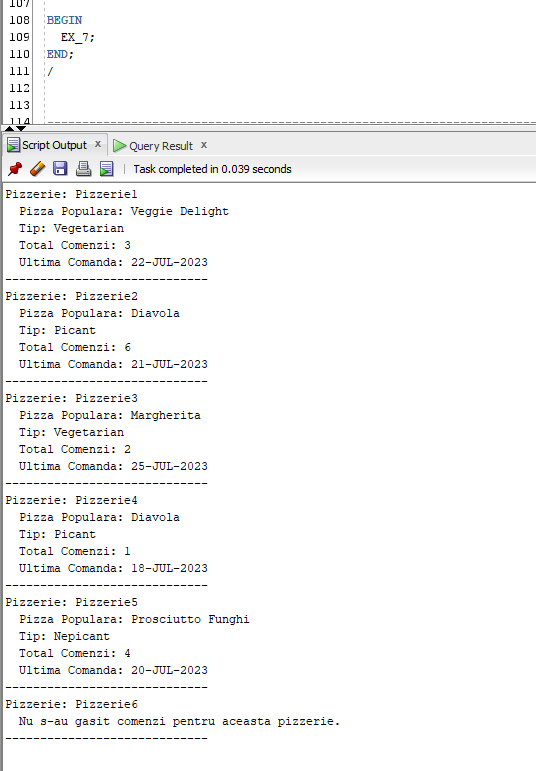 107
108 BEGIN
109 EX_7;
110 END;
111 /
112
113
114 --------------------------------------------------------------------
Script Output x Query Result x
Task completed in 0.039 seconds
Pizzerie: Pizzerie1
Pizza Populara: Veggie Delight
Tip: Vegetarian
Total Comenzi: 3
Ultima Comanda: 22-JUL-2023
-----------------------------
Pizzerie: Pizzerie2
Pizza Populara: Diavola
Tip: Picant
Total Comenzi: 6
Ultima Comanda: 21-JUL-2023
-----------------------------
Pizzerie: Pizzerie3
Pizza Populara: Margherita
Tip: Vegetarian
Total Comenzi: 2
Ultima Comanda: 25-JUL-2023
-----------------------------
Pizzerie: Pizzerie4
Pizza Populara: Diavola
Tip: Picant
Total Comenzi: 1
Ultima Comanda: 18-JUL-2023
-----------------------------
Pizzerie: Pizzerie5
Pizza Populara: Prosciutto Funghi
Tip: Nepicant
Total Comenzi: 4
Ultima Comanda: 20-JUL-2023
-----------------------------
Pizzerie: Pizzerie6
Nu s-au gasit comenzi pentru aceasta pizzerie.
-----------------------------